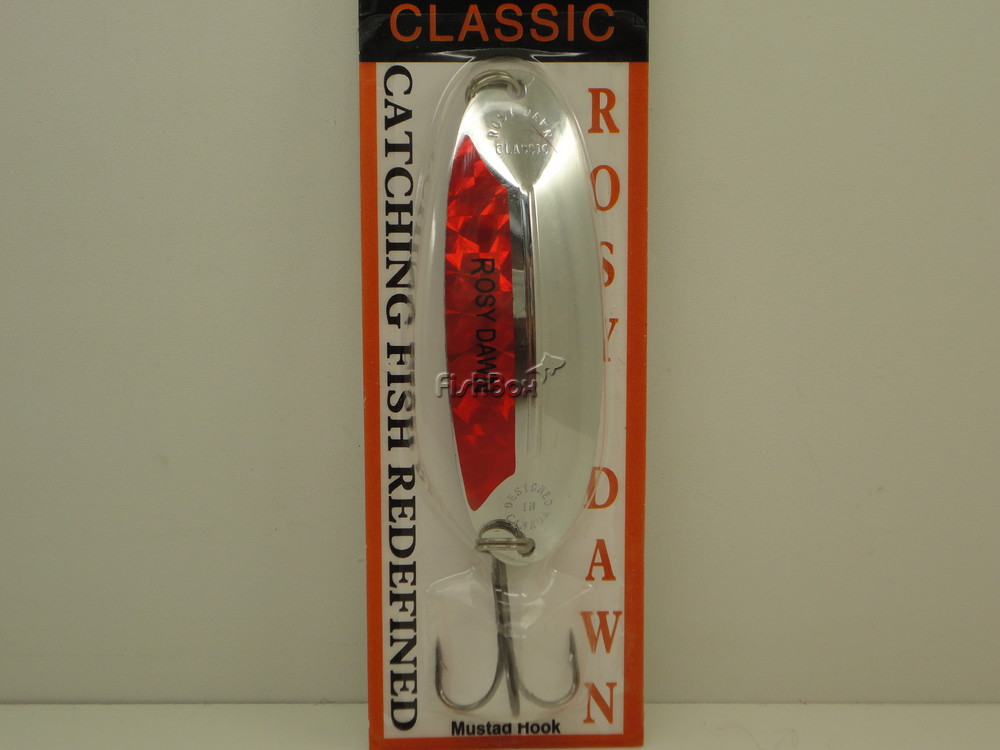 CLASSIC
CATCHING FISH REDEFINED
ROSY DAWN
ROSY DAWN
CLASSIC
ROSY DAWN
FishBox
DESIGNED
IN
Mustad Hook